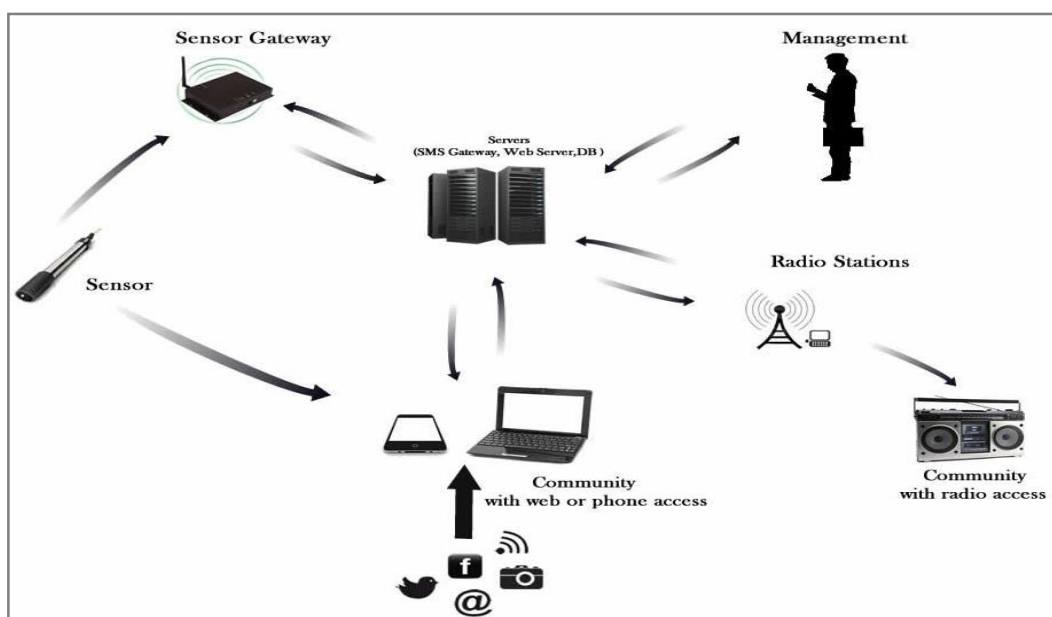 Sensor Gateway
Management
Servers
(SMS Gateway, Web Server,DB )
Radio Stations
Sensor
Community
with web or phone access
Community
with radio access
f
@